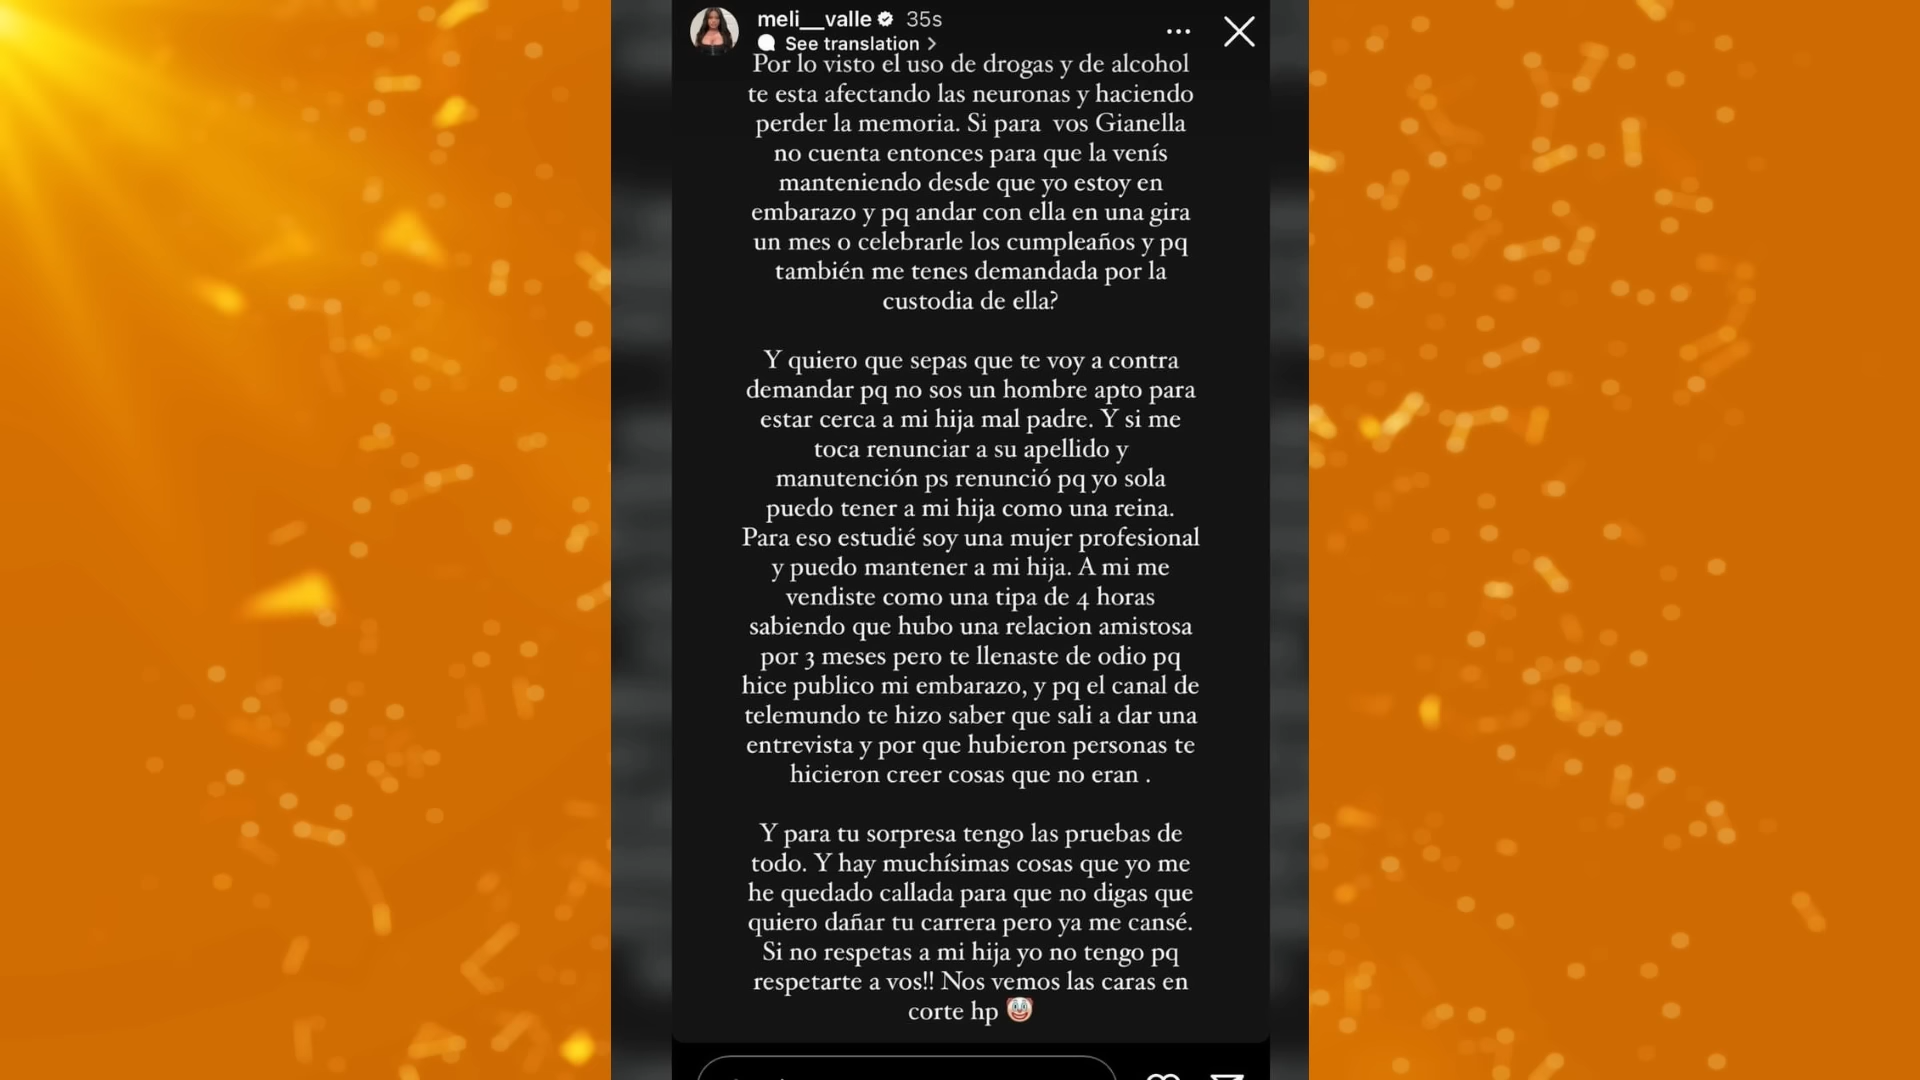 meli__valle 35s
See translation
Por lo visto el uso de drogas y de alcohol
te esta afectando las neuronas y haciendo
perder la memoria. Si para vos Gianella
no cuenta entonces para que la venís
manteniendo desde que yo estoy en
embarazo y pq andar con ella en una gira
un mes o celebrarle los cumpleaños y pq
también me tenes demandada por la
custodia de ella?
Y quiero que sepas que te voy a contra
demandar pq no sos un hombre apto para
estar cerca a mi hija mal padre. Y si me
toca renunciar a su apellido y
manutención ps renunció pq yo sola
puedo tener a mi hija como una reina.
Para eso estudié soy una mujer profesional
y puedo mantener a mi hija. A mi me
vendiste como una tipa de 4 horas
sabiendo que hubo una relacion amistosa
por 3 meses pero te llenaste de odio pq
hice publico mi embarazo, y pq el canal de
telemundo te hizo saber que sali a dar una
entrevista y por que hubieron personas te
hicieron creer cosas que no eran .
Y para tu sorpresa tengo las pruebas de
todo. Y hay muchísimas cosas que yo me
he quedado callada para que no digas que
quiero dañar tu carrera pero ya me cansé.
Si no respetas a mi hija yo no tengo pq
respetarte a vos!! Nos vemos las caras en
corte hp 🤡